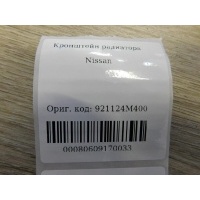 Кронштейн радиатора
Nissan
Ориг. код: 921124M400
00080609170033